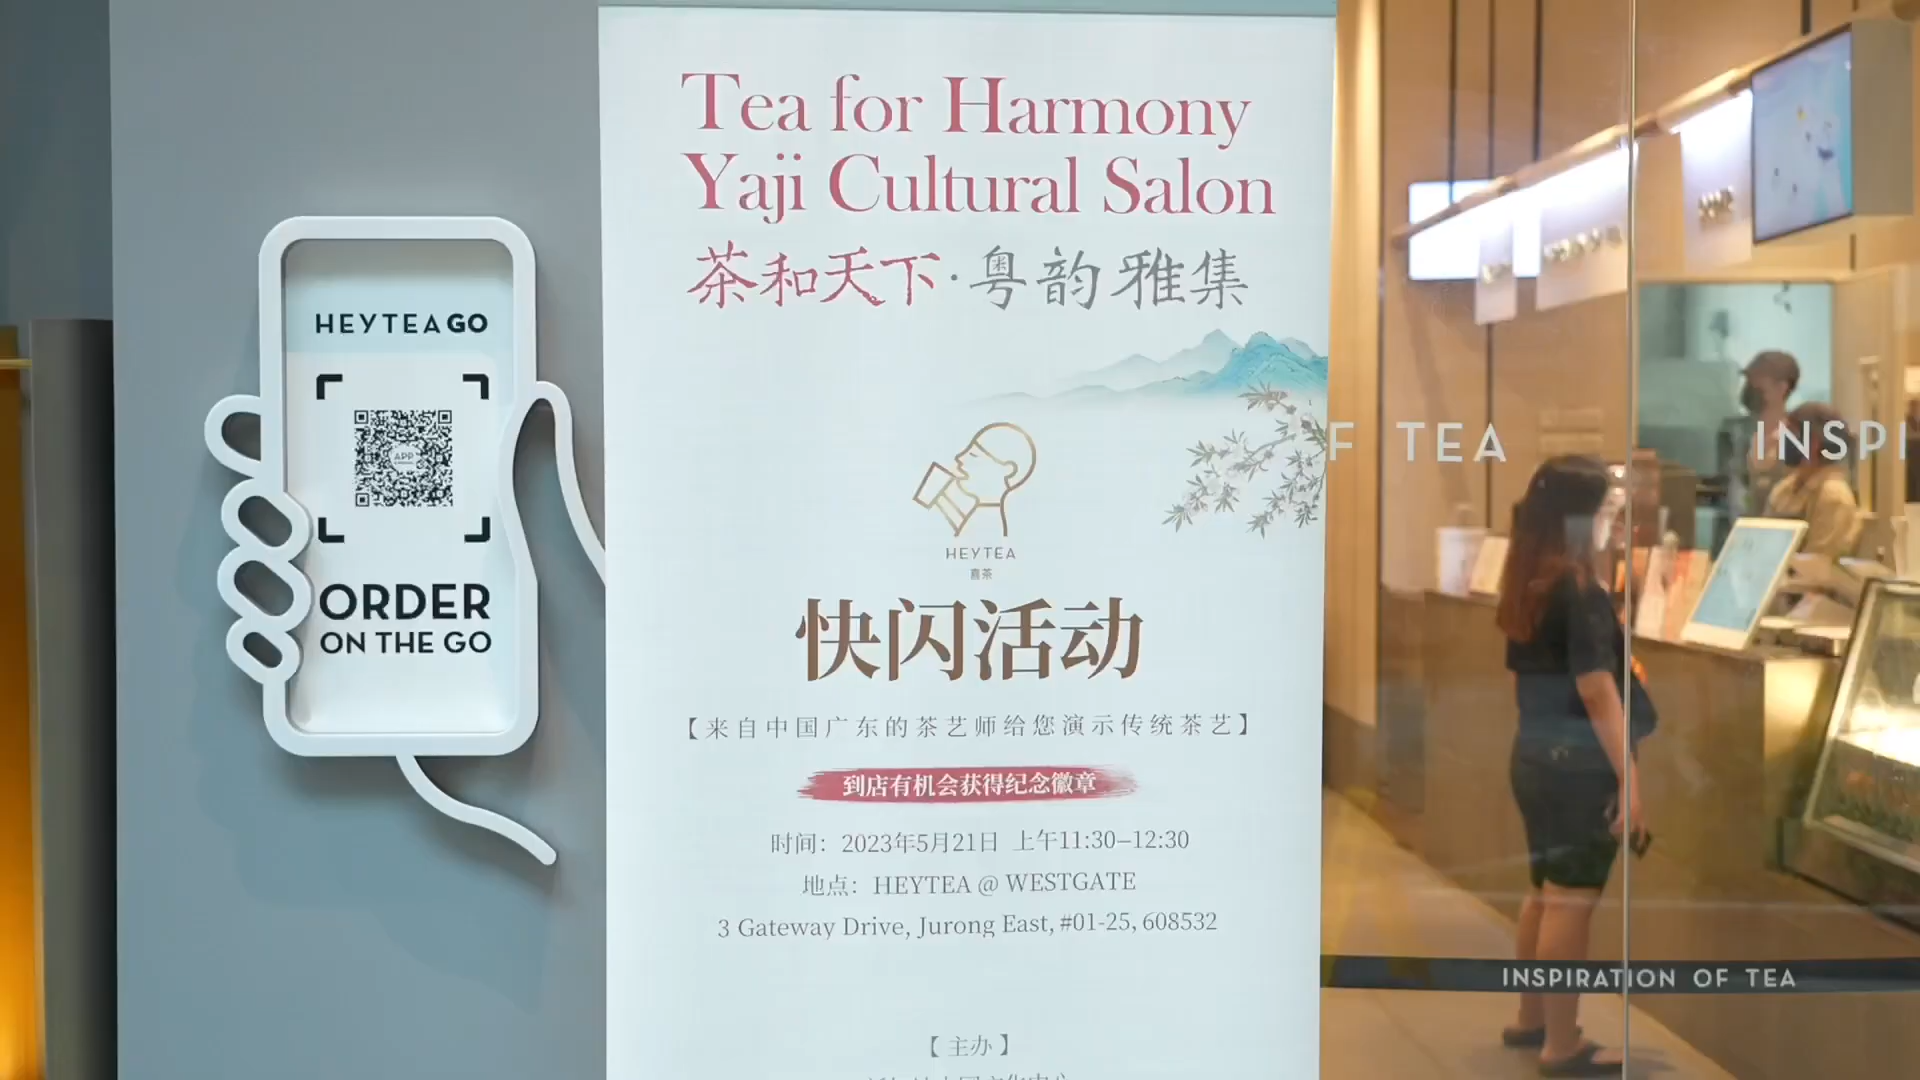 HEYTEAGO
APP
ORDER
ON THE GO
Tea for Harmony
Yaji Cultural Salon
茶和天下·粤韵雅集
HEYTEA
喜茶
快闪活动
【来自中国广东的茶艺师给您演示传统茶艺】
到店有机会获得纪念徽章
时间：2023年5月21日 上午11:30–12:30
地点：HEYTEA @ WESTGATE
3 Gateway Drive, Jurong East, #01-25, 608532
【主办】
F TEA
INSPI
INSPIRATION OF TEA